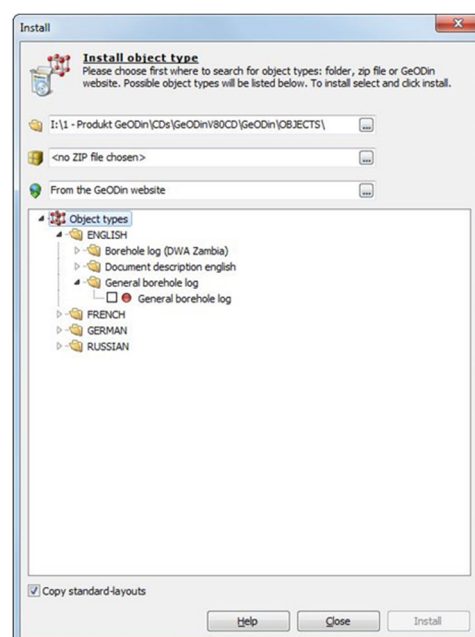 Install
Install object type
Please choose first where to search for object types: folder, zip file or GeODin
website. Possible object types will be listed below. To install select and click install.
I:\1 - Produkt GeODin\CDs\GeODinV80CD\GeODin\OBJECTS\
...
<no ZIP file chosen>
...
From the GeODin website
...
Object types
ENGLISH
Borehole log (DWA Zambia)
Document description english
General borehole log
General borehole log
FRENCH
GERMAN
RUSSIAN
Copy standard-layouts
Help Close Install